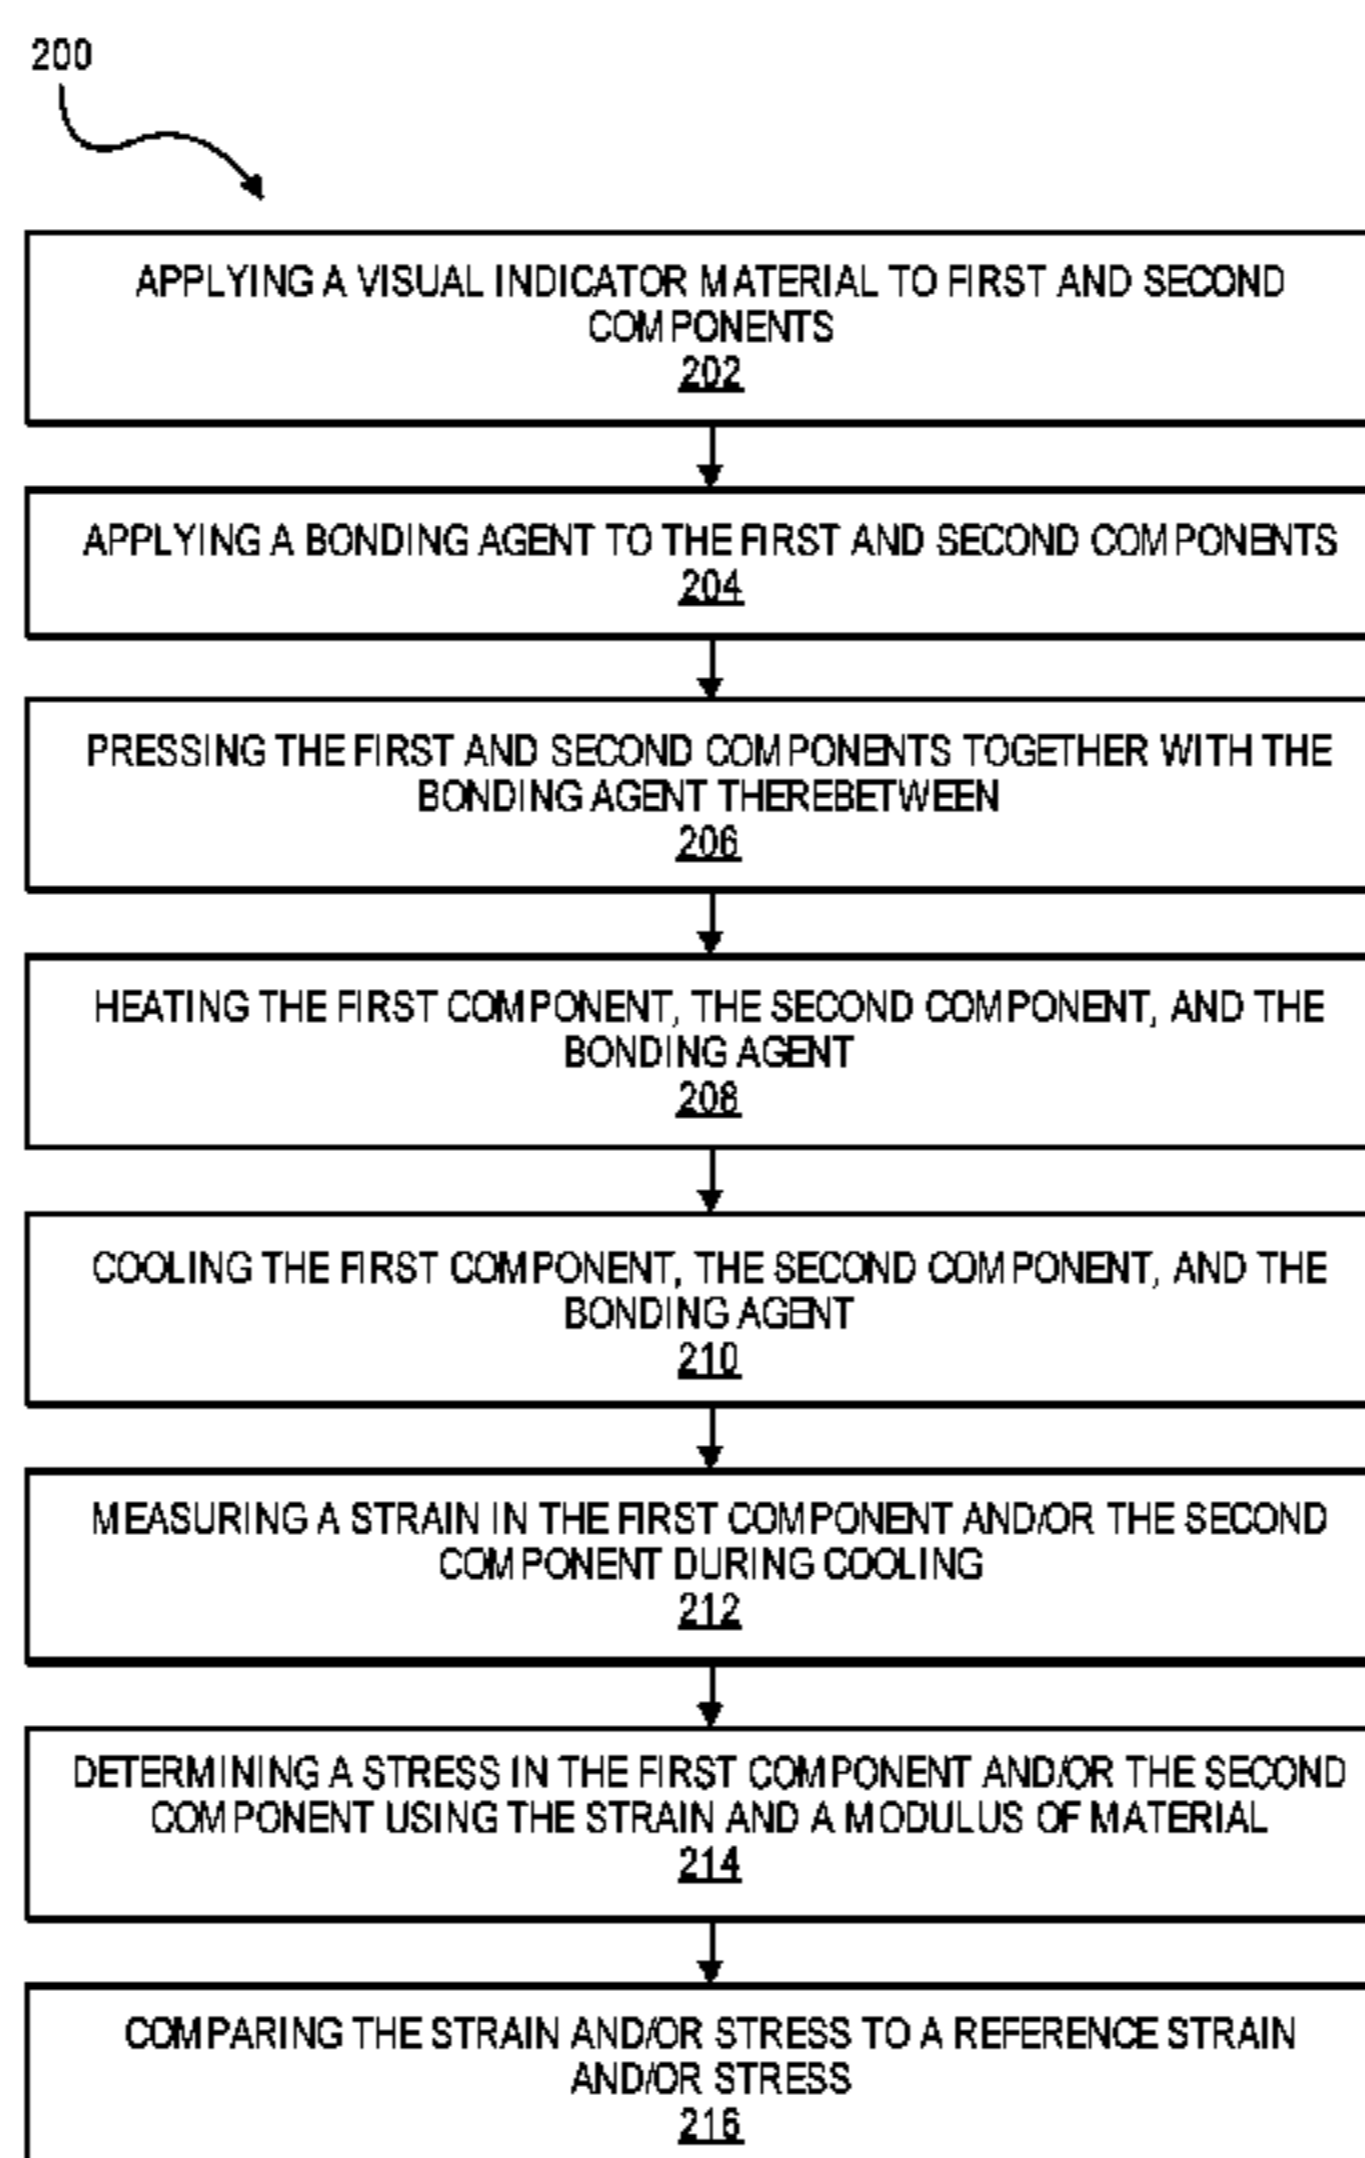 200
APPLYING A VISUAL INDICATOR MATERIAL TO FIRST AND SECOND
COMPONENTS
202
APPLYING A BONDING AGENT TO THE FIRST AND SECOND COMPONENTS
204
PRESSING THE FIRST AND SECOND COMPONENTS TOGETHER WITH THE
BONDING AGENT THEREBETWEEN
206
HEATING THE FIRST COMPONENT, THE SECOND COMPONENT, AND THE
BONDING AGENT
208
COOLING THE FIRST COMPONENT, THE SECOND COMPONENT, AND THE
BONDING AGENT
210
MEASURING A STRAIN IN THE FIRST COMPONENT AND/OR THE SECOND
COMPONENT DURING COOLING
212
DETERMINING A STRESS IN THE FIRST COMPONENT AND/OR THE SECOND
COMPONENT USING THE STRAIN AND A MODULUS OF MATERIAL
214
COMPARING THE STRAIN AND/OR STRESS TO A REFERENCE STRAIN
AND/OR STRESS
216